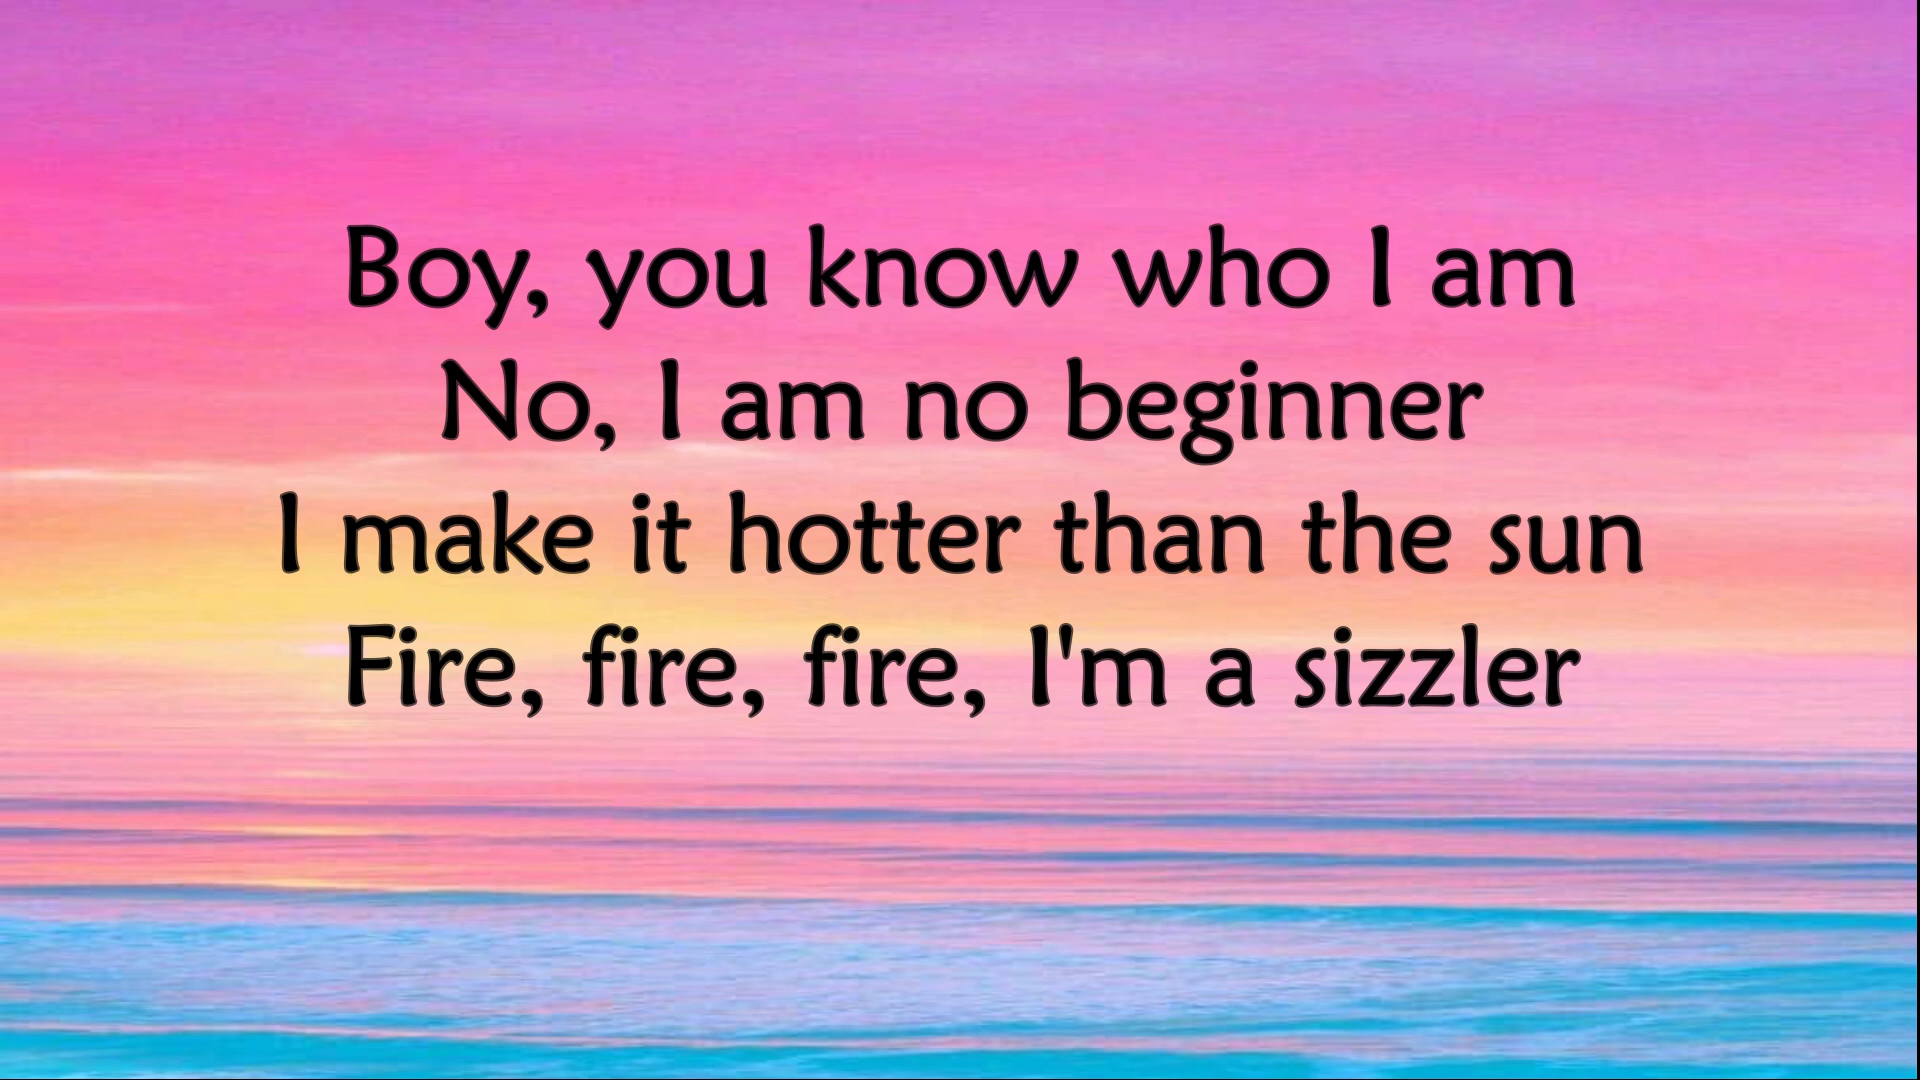 Boy, you know who I am
No, I am no beginner
I make it hotter than the sun
Fire, fire, fire, I'm a sizzler